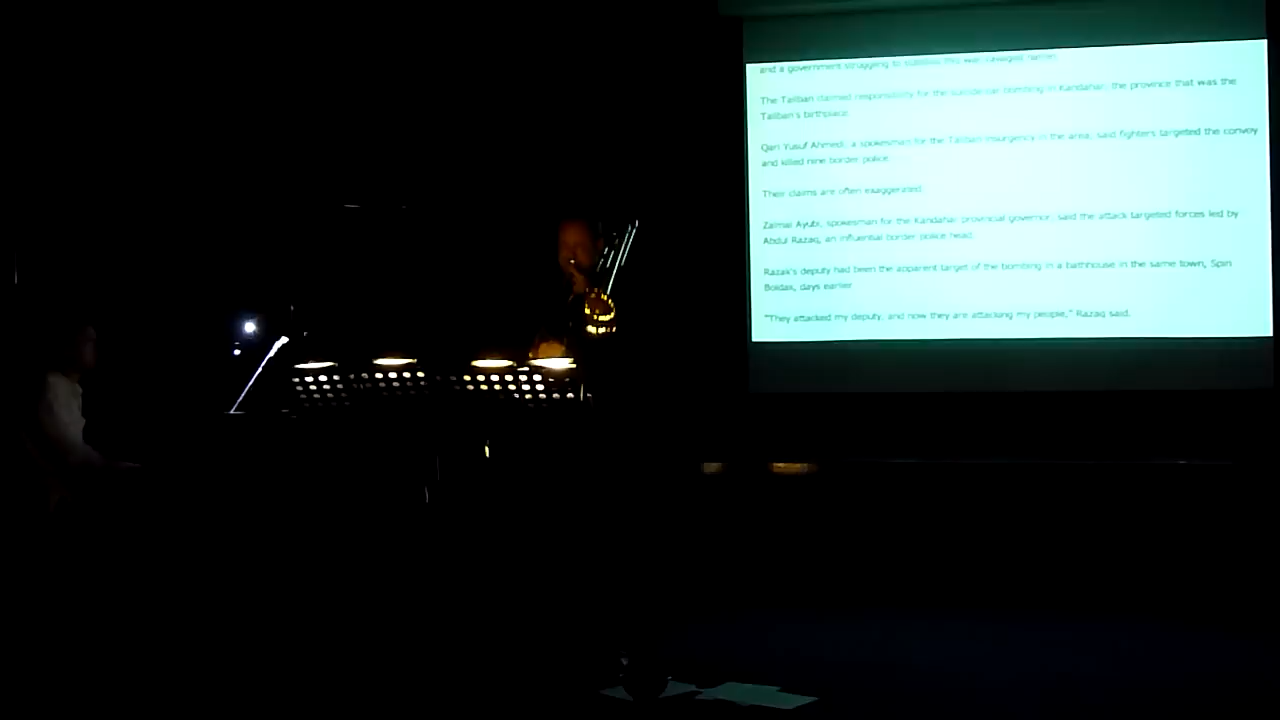 and a government struggling to
The Taliban claimed responsibility for the suicide car bombing in Kandahar, the province that was the
Taliban's birthplace.
Qari Yusuf Ahmedi, a spokesman for the Taliban insurgency in the area, said fighters targeted the convoy
and killed nine border police.
Their claims are often exaggerated.
Zalmai Ayubi, spokesman for the Kandahar provincial governor, said the attack targeted forces led by
Abdul Razaq, an influential border police head.
Razak's deputy had been the apparent target of the bombing in a bathhouse in the same town, Spin
Boldak, days earlier.
"They attacked my deputy, and now they are attacking my people," Razaq said.